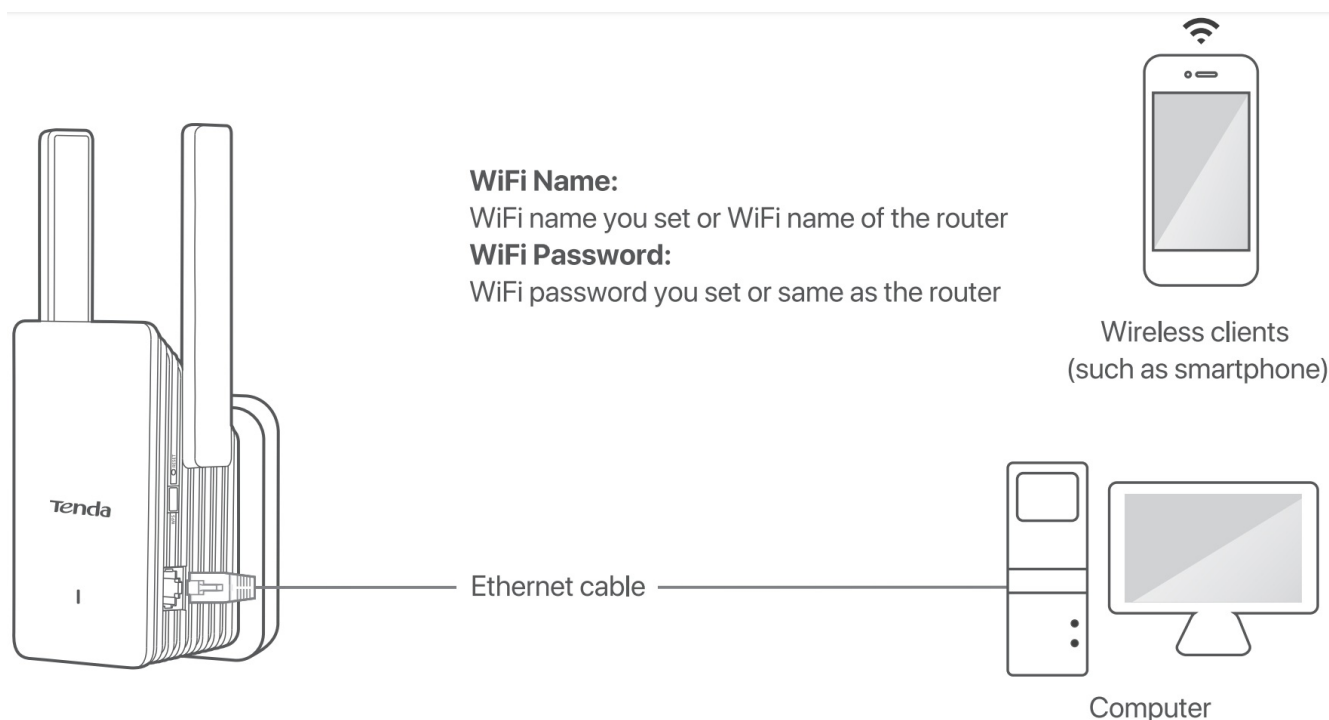 WiFi Name:
WiFi name you set or WiFi name of the router
WiFi Password:
WiFi password you set or same as the router
Wireless clients
(such as smartphone)
Tenda
Ethernet cable
Computer